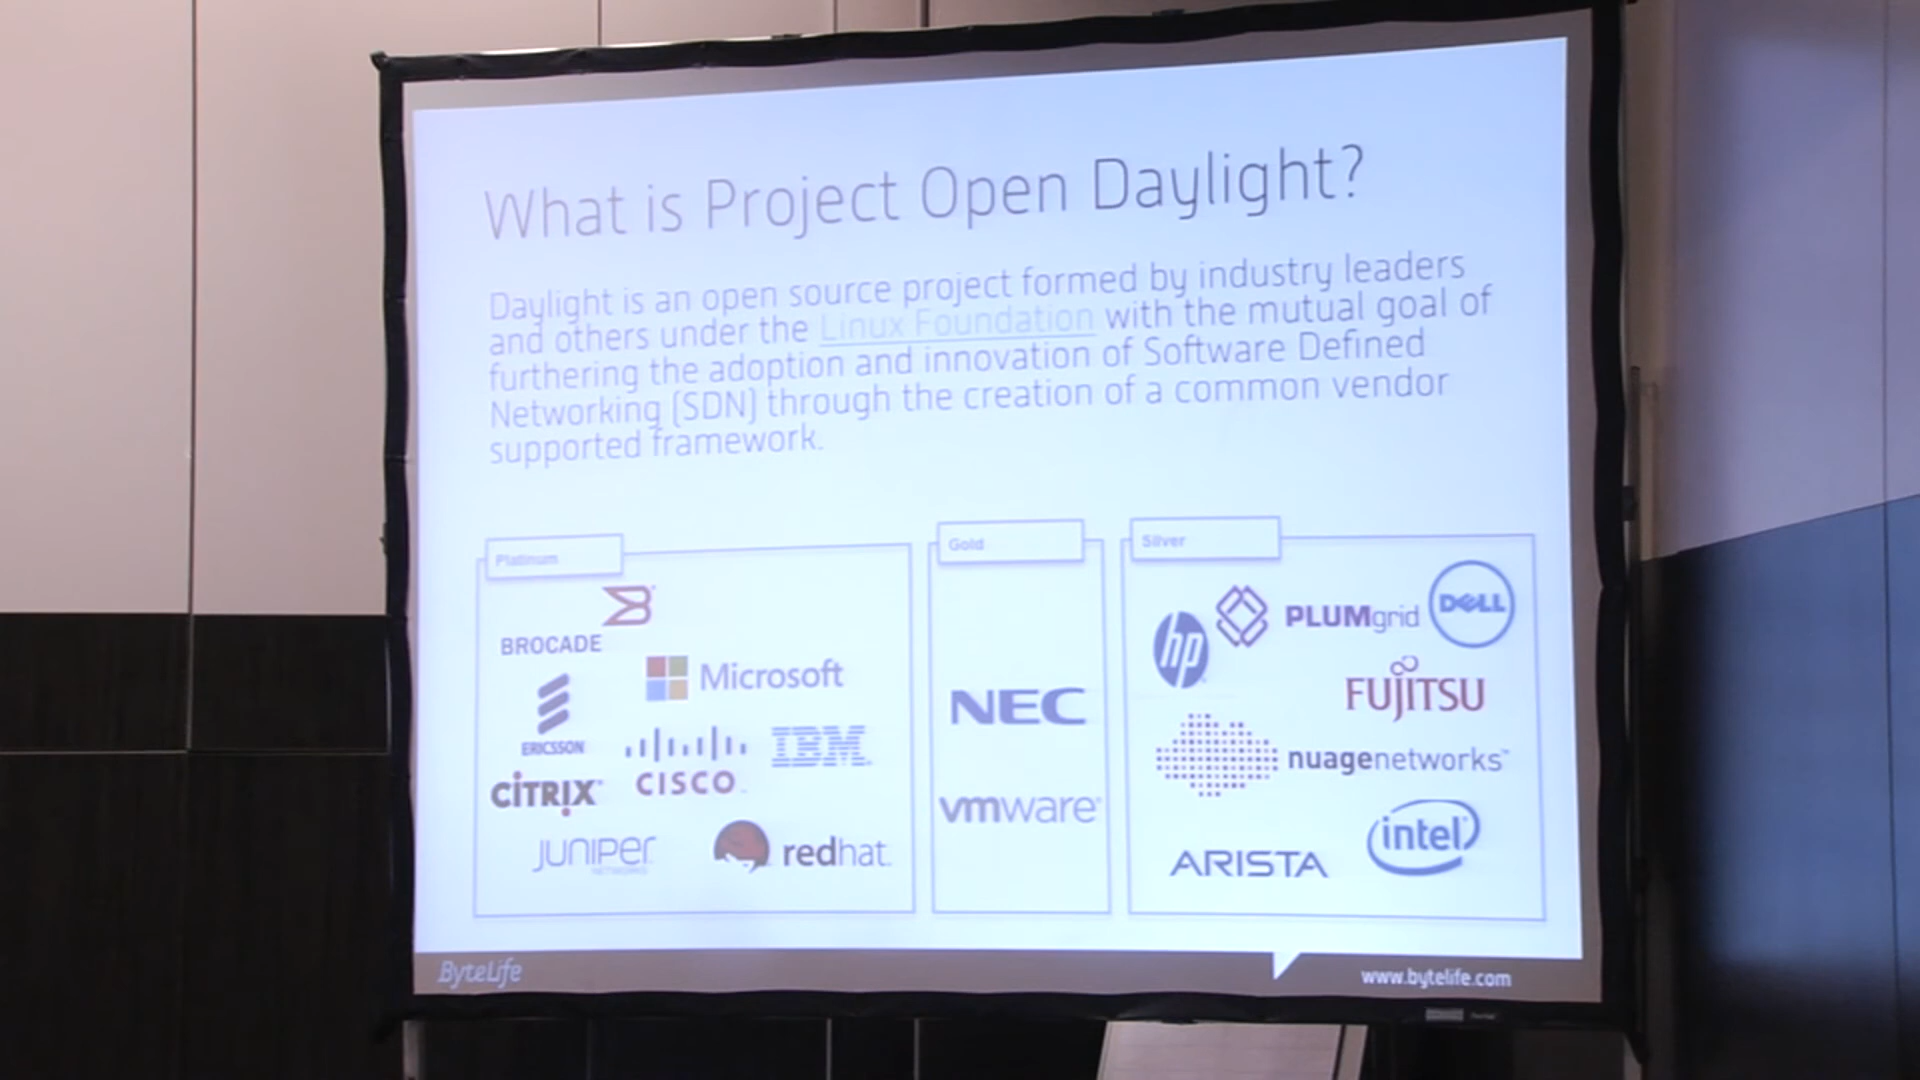 What is Project Open Daylight?
Daylight is an open source project formed by industry leaders
and others under the Linux Foundation with the mutual goal of
furthering the adoption and innovation of Software Defined
Networking (SDN) through the creation of a common vendor
supported framework.
Platinum
BROCADE
Microsoft
ERICSSON
CISCO
IBM
CITRIX
JUNIPER
NETWORKS
redhat
Gold
NEC
vmware
Silver
hp
PLUMgrid
DELL
FUJITSU
nuagenetworks™
intel
ARISTA
ByteLife
www.bytelife.com